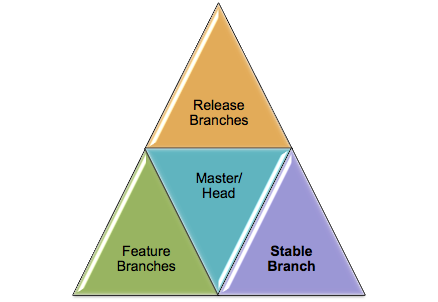 Release
Branches
Master/
Head
Feature
Branches
Stable
Branch